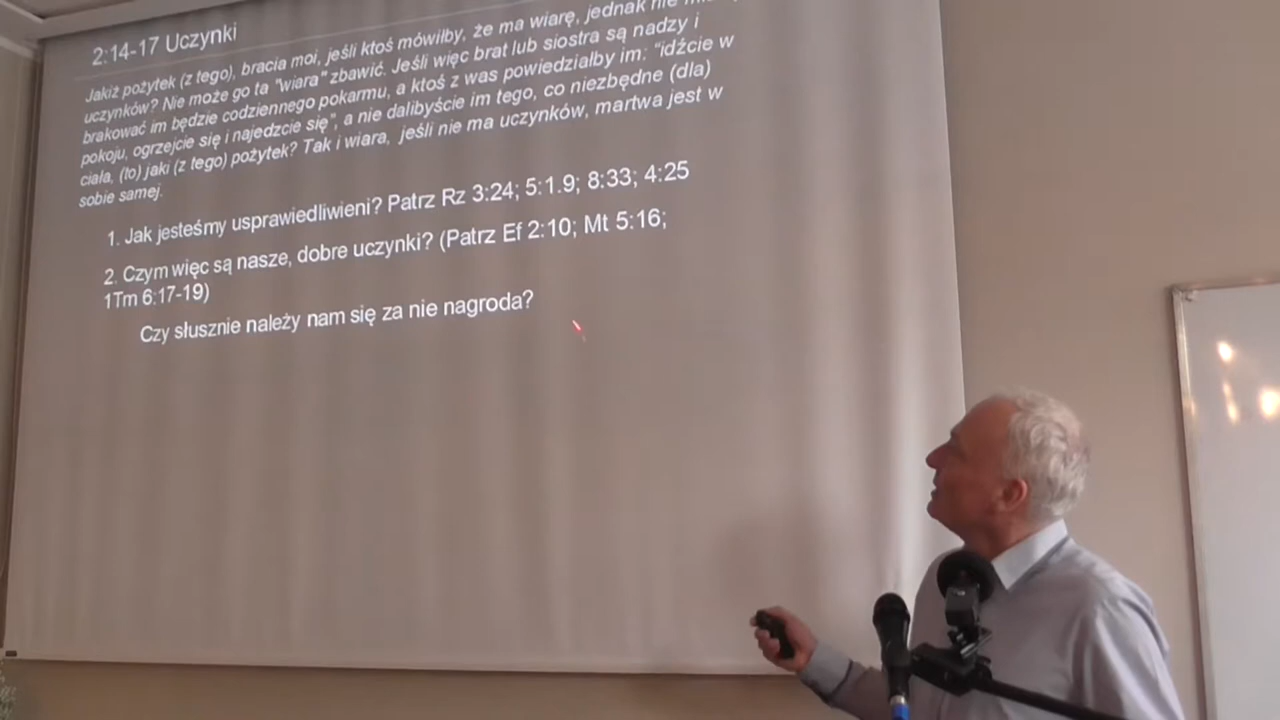 2:14-17 Uczynki
Jakiż pożytek (z tego), bracia moi, jeśli ktoś mówiłby, że ma wiarę, jednak nie
uczynków? Nie może go ta "wiara" zbawić. Jeśli więc brat lub siostra są nadzy i
brakować im będzie codziennego pokarmu, a ktoś z was powiedziałby im: "idźcie w
pokoju, ogrzejcie się i najedzcie się", a nie dalibyście im tego, co niezbędne (dla)
ciała, (to) jaki (z tego) pożytek? Tak i wiara, jeśli nie ma uczynków, martwa jest w
sobie samej.
1. Jak jesteśmy usprawiedliwieni? Patrz Rz 3:24; 5:1.9; 8:33; 4:25
2. Czym więc są nasze, dobre uczynki? (Patrz Ef 2:10; Mt 5:16;
1Tm 6:17-19)
Czy słusznie należy nam się za nie nagroda?